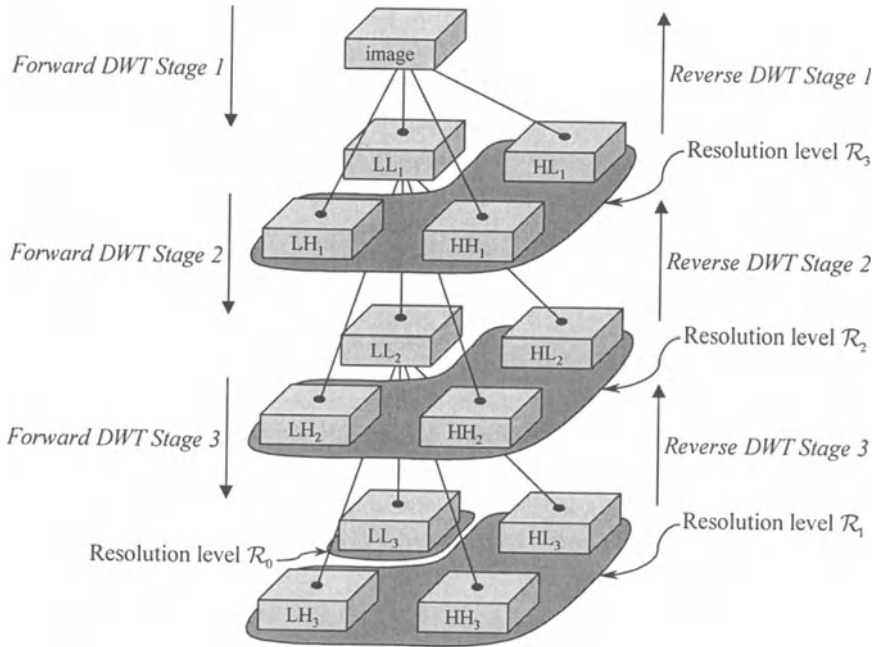 image
Forward DWT Stage 1
Reverse DWT Stage 1
LL₁
HL₁
Resolution level R₃
LH₁
HH₁
Forward DWT Stage 2
Reverse DWT Stage 2
LL₂
HL₂
Resolution level R₂
LH₂
HH₂
Forward DWT Stage 3
Reverse DWT Stage 3
LL₃
HL₃
Resolution level R₁
Resolution level R₀
LH₃
HH₃